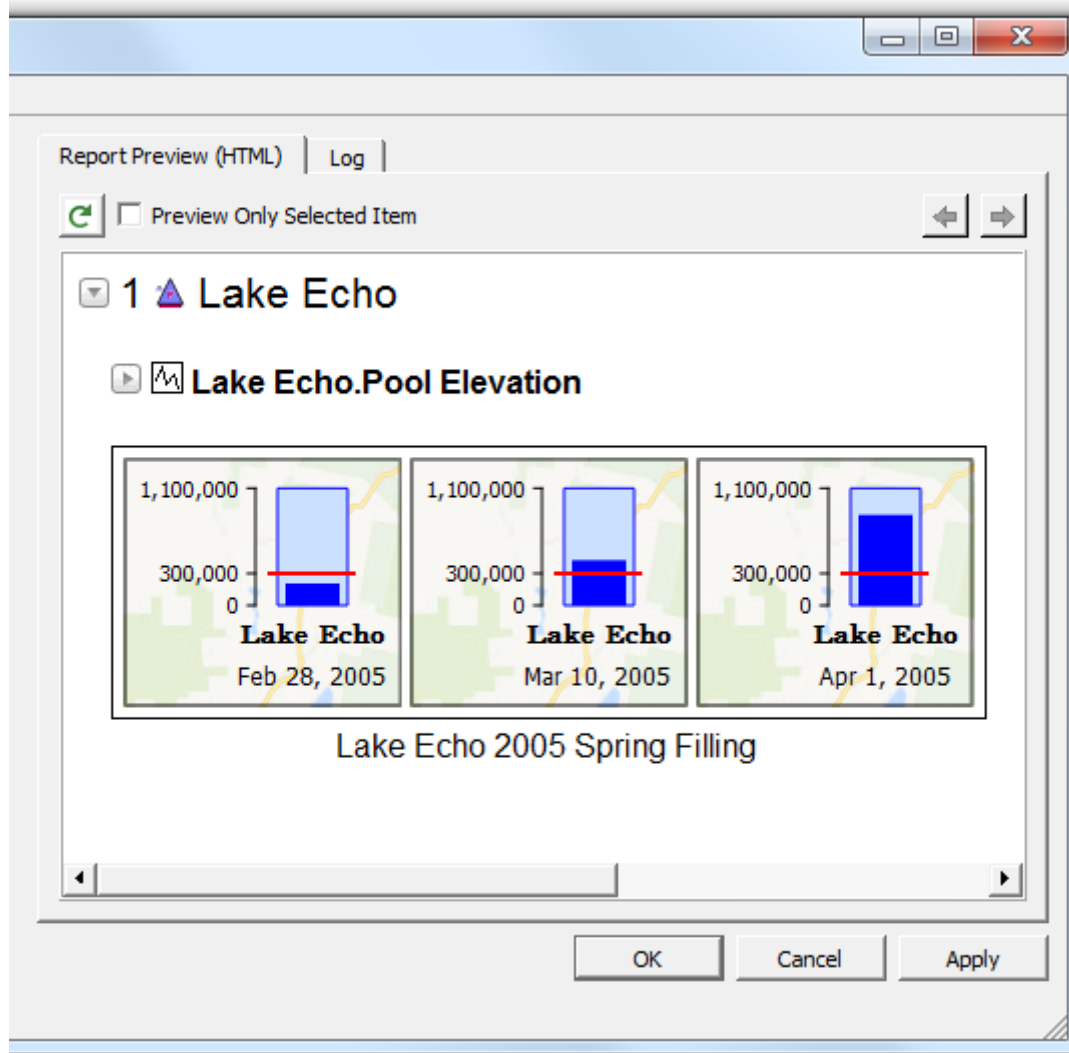 Report Preview (HTML) Log
Preview Only Selected Item
1 Lake Echo
Lake Echo.Pool Elevation
1,100,000 1,100,000 1,100,000
300,000 300,000 300,000
0 0 0
Lake Echo Lake Echo Lake Echo
Feb 28, 2005 Mar 10, 2005 Apr 1, 2005
Lake Echo 2005 Spring Filling
OK Cancel Apply